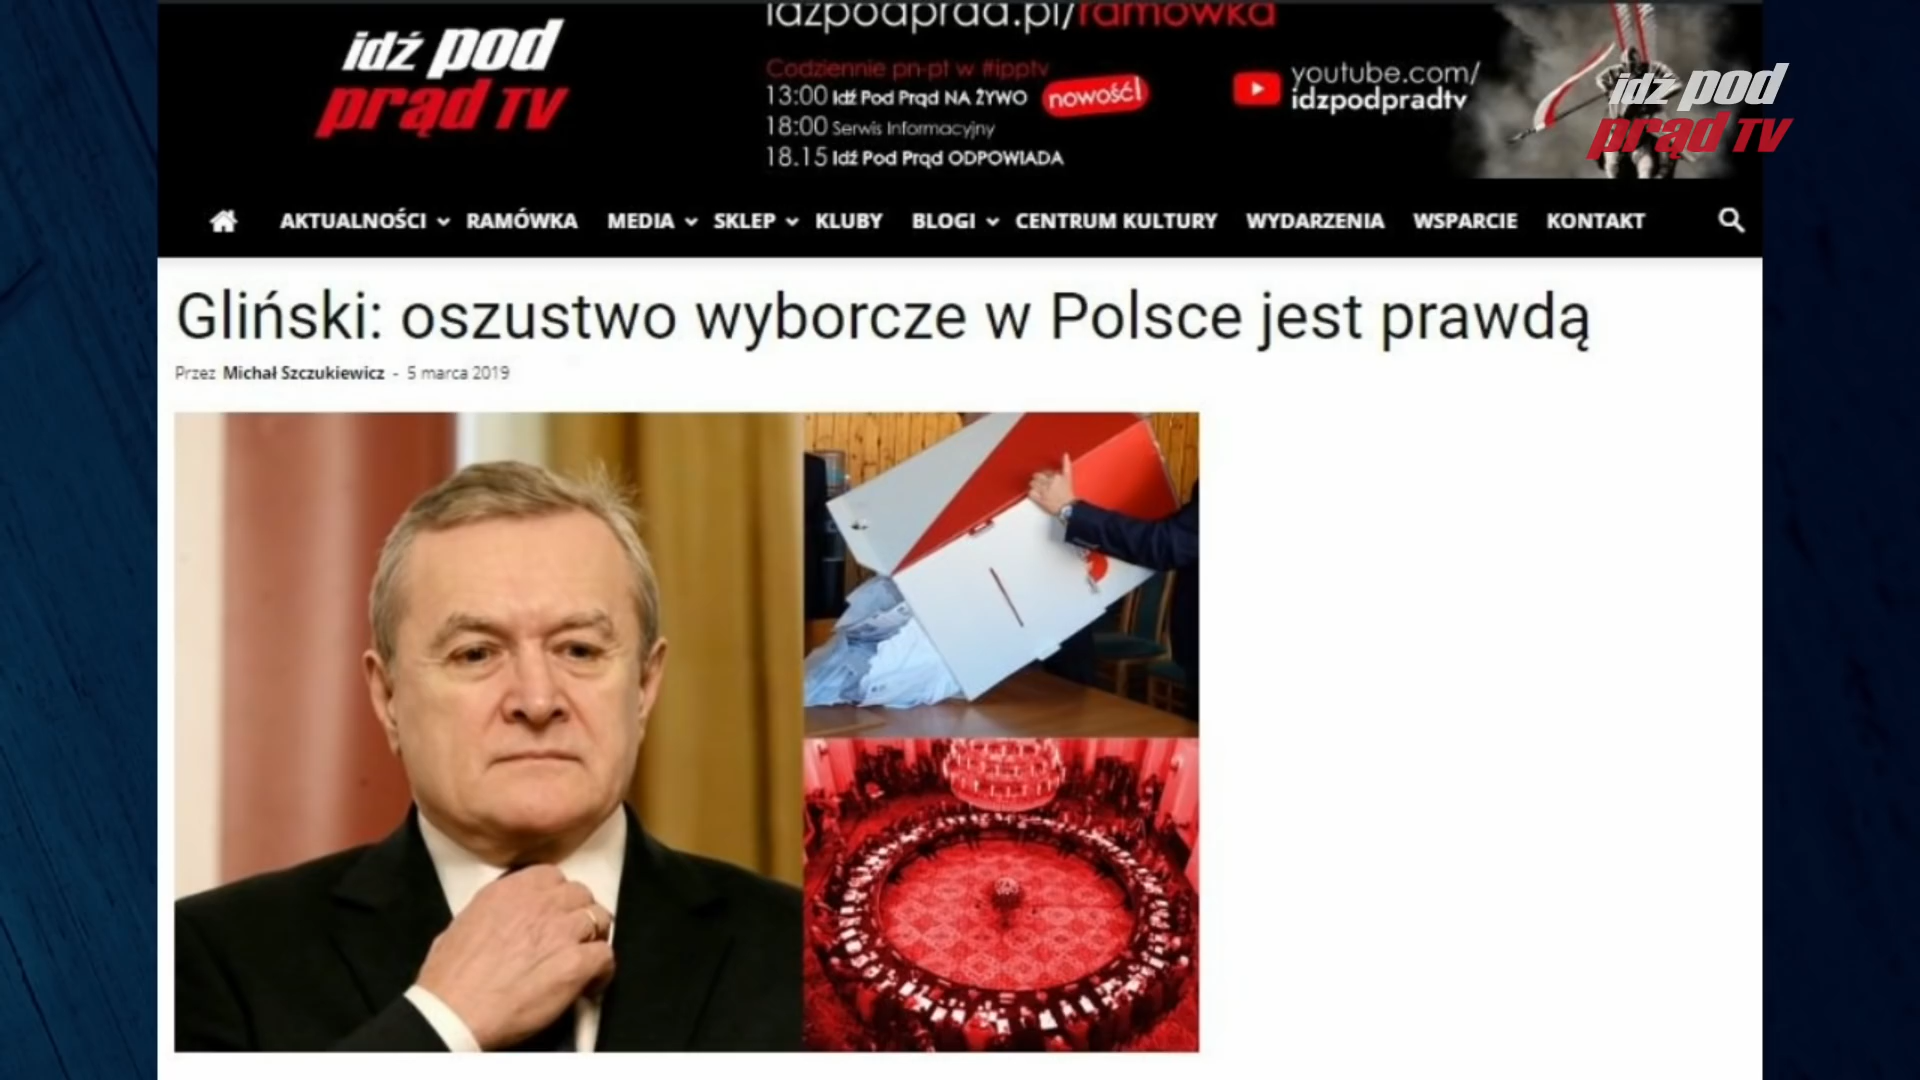 idzpodprad.pl/ramówka
idź pod
prąd TV
Codziennie pn-pt w #ipptv
13:00 Idź Pod Prąd NA ŻYWO nowość!
18:00 Serwis Informacyjny
18.15 Idź Pod Prąd ODPOWIADA
youtube.com/
idzpodpradtv
idź pod
prąd TV
AKTUALNOŚCI RAMÓWKA MEDIA SKLEP KLUBY BLOGI CENTRUM KULTURY WYDARZENIA WSPARCIE KONTAKT
Gliński: oszustwo wyborcze w Polsce jest prawdą
Przez Michał Szczukiewicz - 5 marca 2019